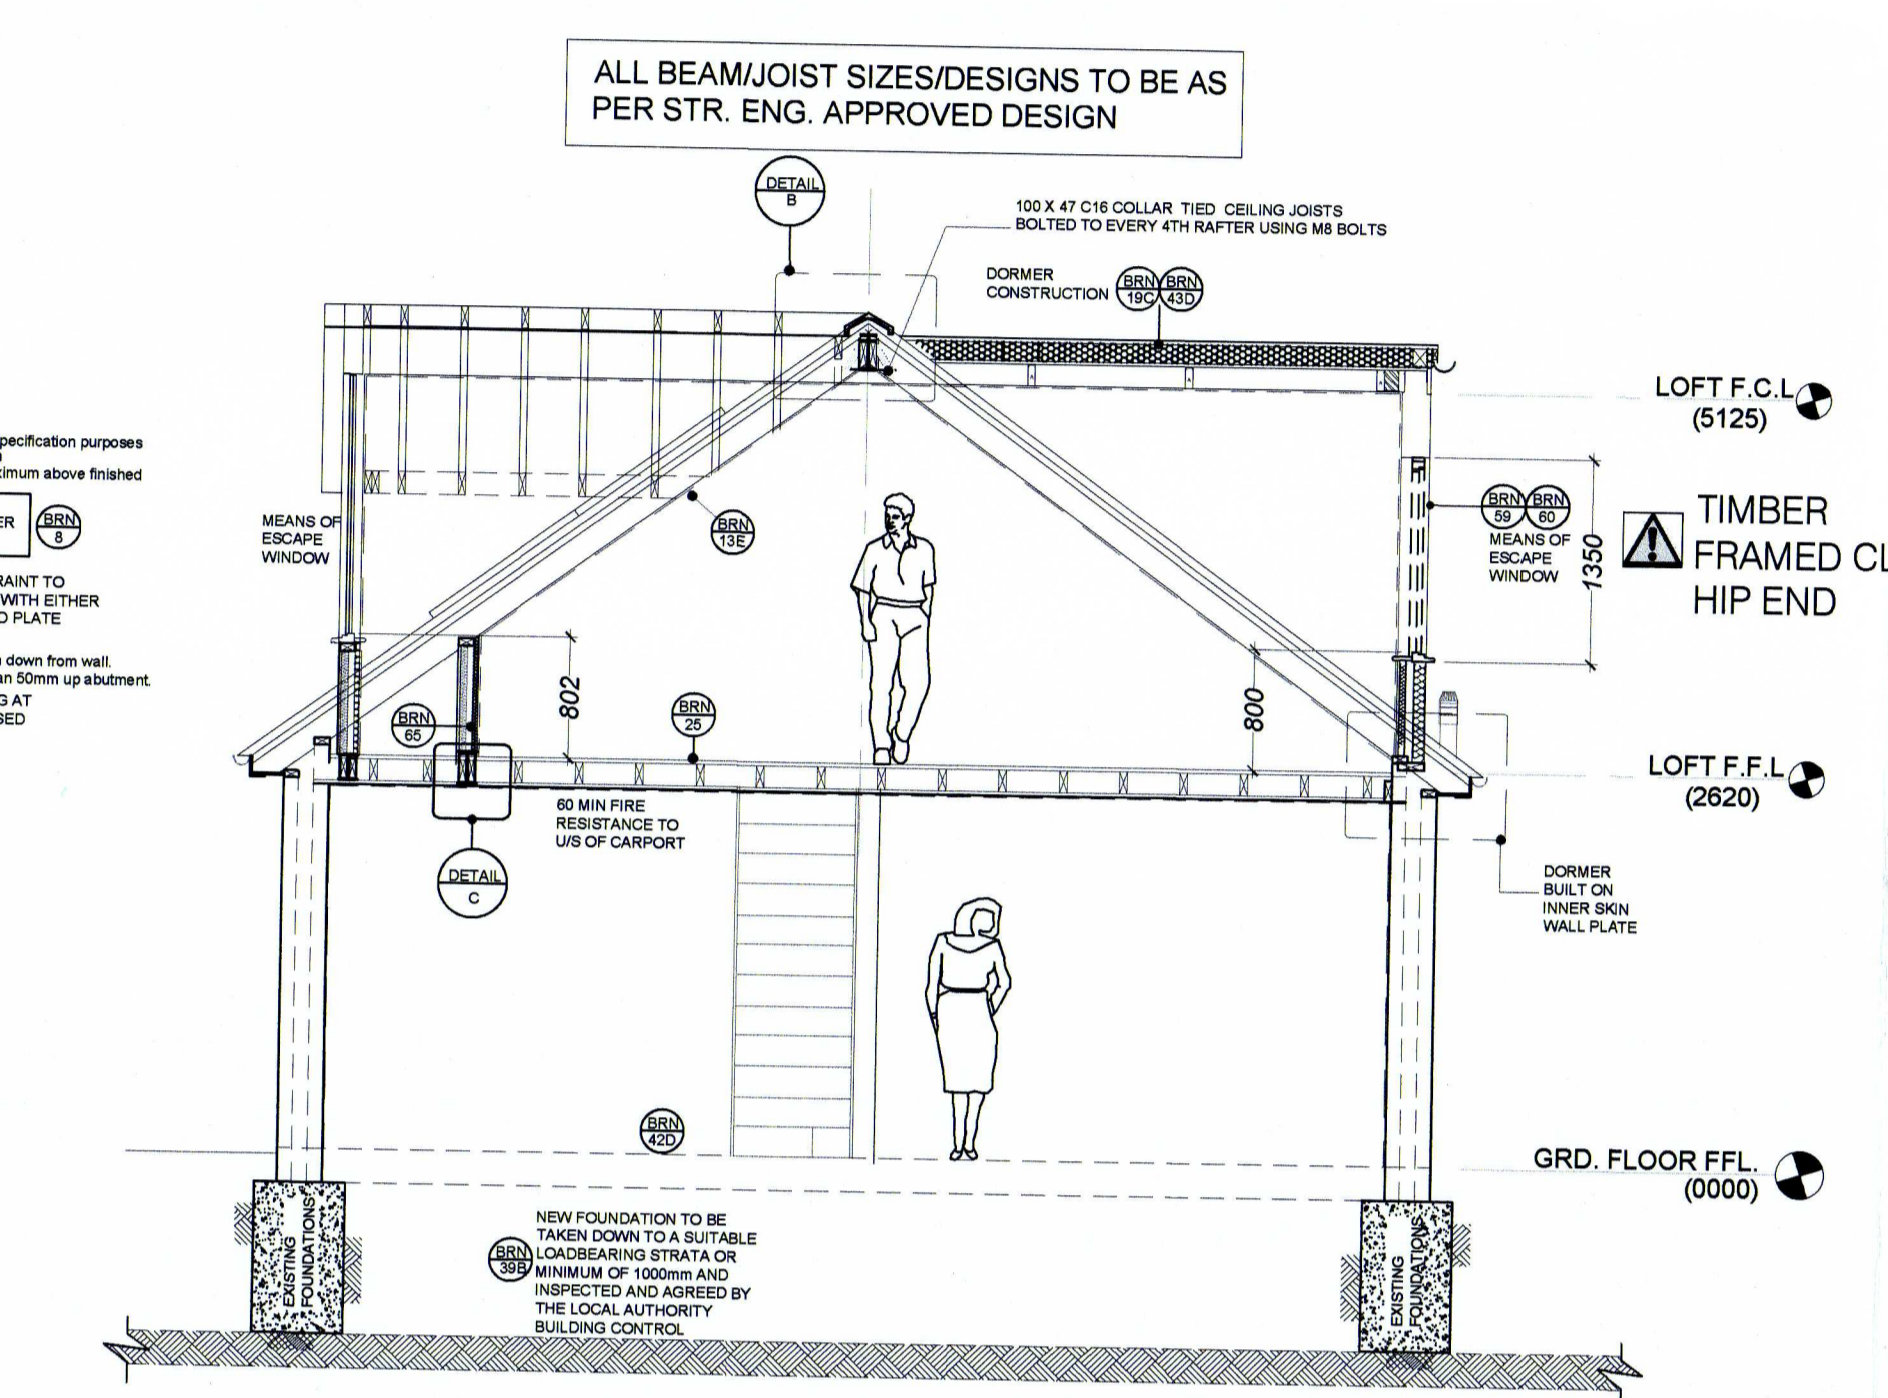 ALL BEAM/JOIST SIZES/DESIGNS TO BE AS
PER STR. ENG. APPROVED DESIGN
DETAIL
B
100 X 47 C16 COLLAR TIED CEILING JOISTS
BOLTED TO EVERY 4TH RAFTER USING M8 BOLTS
DORMER
CONSTRUCTION
BRN
19C
BRN
43D
LOFT F.C.L
(5125)
pecification purposes
kimum above finished
ER
BRN
8
RAINT TO
WITH EITHER
D PLATE
down from wall.
an 50mm up abutment.
G AT
SED
MEANS OF
ESCAPE
WINDOW
BRN
13E
BRN
59
BRN
60
MEANS OF
ESCAPE
WINDOW
1350
TIMBER
FRAMED CL
HIP END
802
800
BRN
65
BRN
25
LOFT F.F.L
(2620)
60 MIN FIRE
RESISTANCE TO
U/S OF CARPORT
DETAIL
C
DORMER
BUILT ON
INNER SKIN
WALL PLATE
BRN
42D
GRD. FLOOR FFL.
(0000)
EXISTING
FOUNDATIONS
BRN
39B
NEW FOUNDATION TO BE
TAKEN DOWN TO A SUITABLE
LOADBEARING STRATA OR
MINIMUM OF 1000mm AND
INSPECTED AND AGREED BY
THE LOCAL AUTHORITY
BUILDING CONTROL
EXISTING
FOUNDATIONS